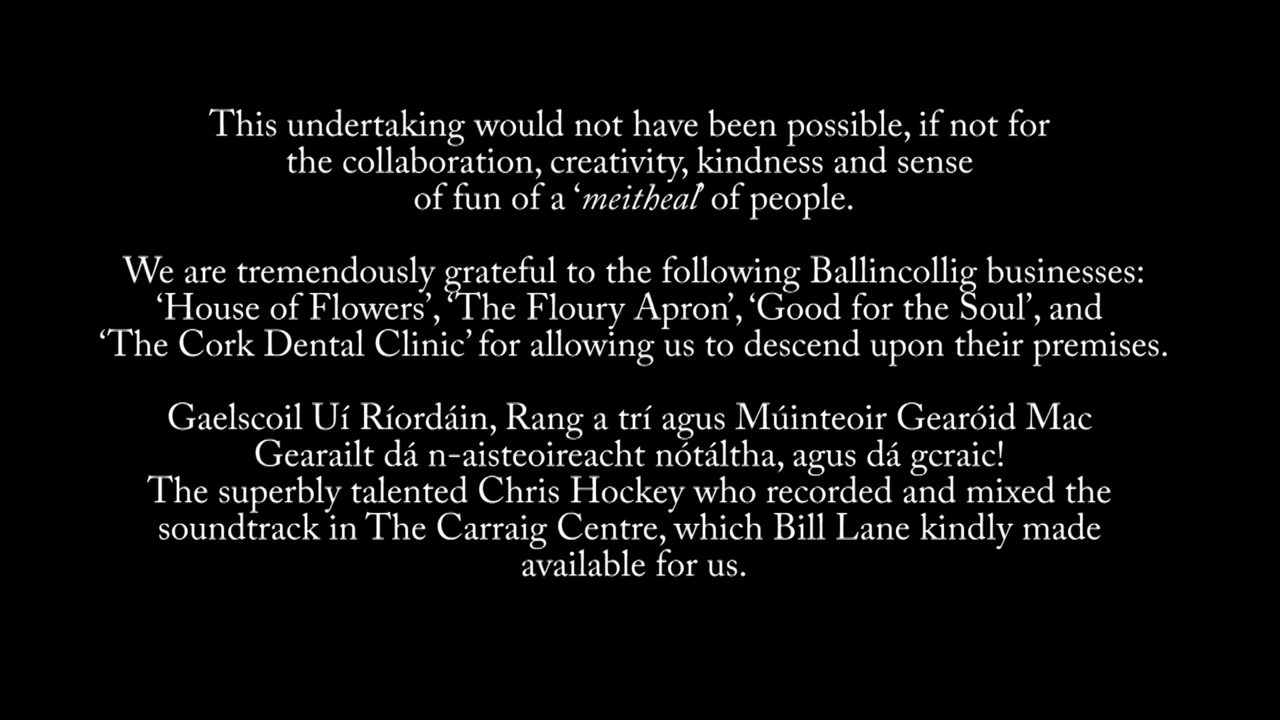 This undertaking would not have been possible, if not for
the collaboration, creativity, kindness and sense
of fun of a ‘meitheal’ of people.
We are tremendously grateful to the following Ballincollig businesses:
‘House of Flowers’, ‘The Floury Apron’, ‘Good for the Soul’, and
‘The Cork Dental Clinic’ for allowing us to descend upon their premises.
Gaelscoil Uí Ríordáin, Rang a trí agus Múinteoir Gearóid Mac
Gearailt dá n-aisteoireacht nótáltha, agus dá gcraic!
The superbly talented Chris Hockey who recorded and mixed the
soundtrack in The Carraig Centre, which Bill Lane kindly made
available for us.